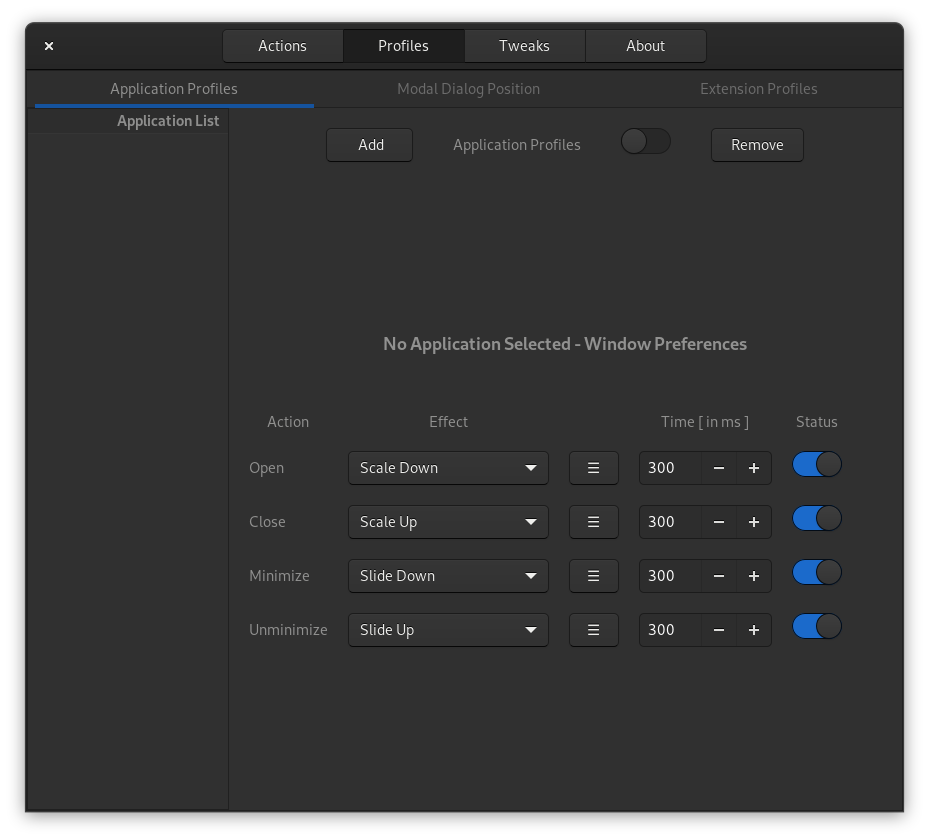 Actions Profiles Tweaks About
Application Profiles Modal Dialog Position Extension Profiles
Application List
Add Application Profiles Remove
No Application Selected - Window Preferences
Action Effect Time [ in ms ] Status
Open Scale Down 300
Close Scale Up 300
Minimize Slide Down 300
Unminimize Slide Up 300